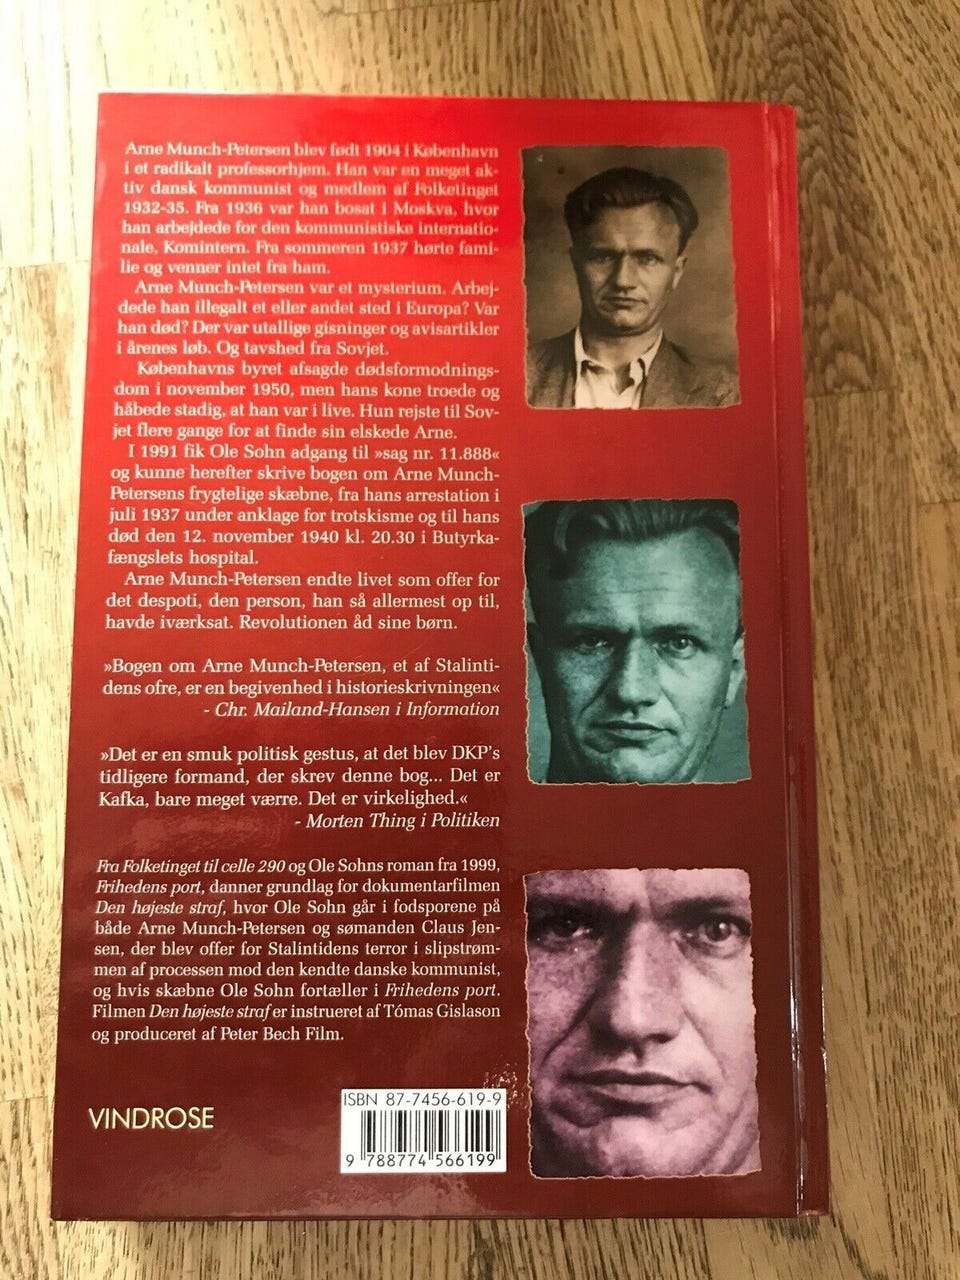 Arne Munch-Petersen blev født 1904 i København
i et radikalt professorhjem. Han var en meget ak-
tiv dansk kommunist og medlem af Folketinget
1932-35. Fra 1936 var han bosat i Moskva, hvor
han arbejdede for den kommunistiske internatio-
nale, Komintern. Fra sommeren 1937 hørte fami-
lie og venner intet fra ham.
Arne Munch-Petersen var et mysterium. Arbej-
dede han illegalt et eller andet sted i Europa? Var
han død? Der var utallige gisninger og avisartikler
i årenes løb. Og tavshed fra Sovjet.
Københavns byret afsagde dødsformodnings-
dom i november 1950, men hans kone troede og
håbede stadig, at han var i live. Hun rejste til Sov-
jet flere gange for at finde sin elskede Arne.
I 1991 fik Ole Sohn adgang til »sag nr. 11.888«
og kunne herefter skrive bogen om Arne Munch-
Petersens frygtelige skæbne, fra hans arrestation i
juli 1937 under anklage for trotskisme og til hans
død den 12. november 1940 kl. 20.30 i Butyrka-
fængslets hospital.
Arne Munch-Petersen endte livet som offer for
det despoti, den person, han så allermest op til,
havde iværksat. Revolutionen åd sine børn.
»Bogen om Arne Munch-Petersen, et af Stalinti-
dens ofre, er en begivenhed i historieskrivningen«
- Chr. Mailand-Hansen i Information
»Det er en smuk politisk gestus, at det blev DKP's
tidligere formand, der skrev denne bog... Det er
Kafka, bare meget værre. Det er virkelighed.«
- Morten Thing i Politiken
Fra Folketinget til celle 290 og Ole Sohns roman fra 1999,
Frihedens port, danner grundlag for dokumentarfilmen
Den højeste straf, hvor Ole Sohn går i fodsporene på
både Arne Munch-Petersen og sømanden Claus Jen-
sen, der blev offer for Stalintidens terror i slipstrøm-
men af processen mod den kendte danske kommunist,
og hvis skæbne Ole Sohn fortæller i Frihedens port.
Filmen Den højeste straf er instrueret af Tómas Gislason
og produceret af Peter Bech Film.
VINDROSE
ISBN 87-7456-619-9
9 788774 566199